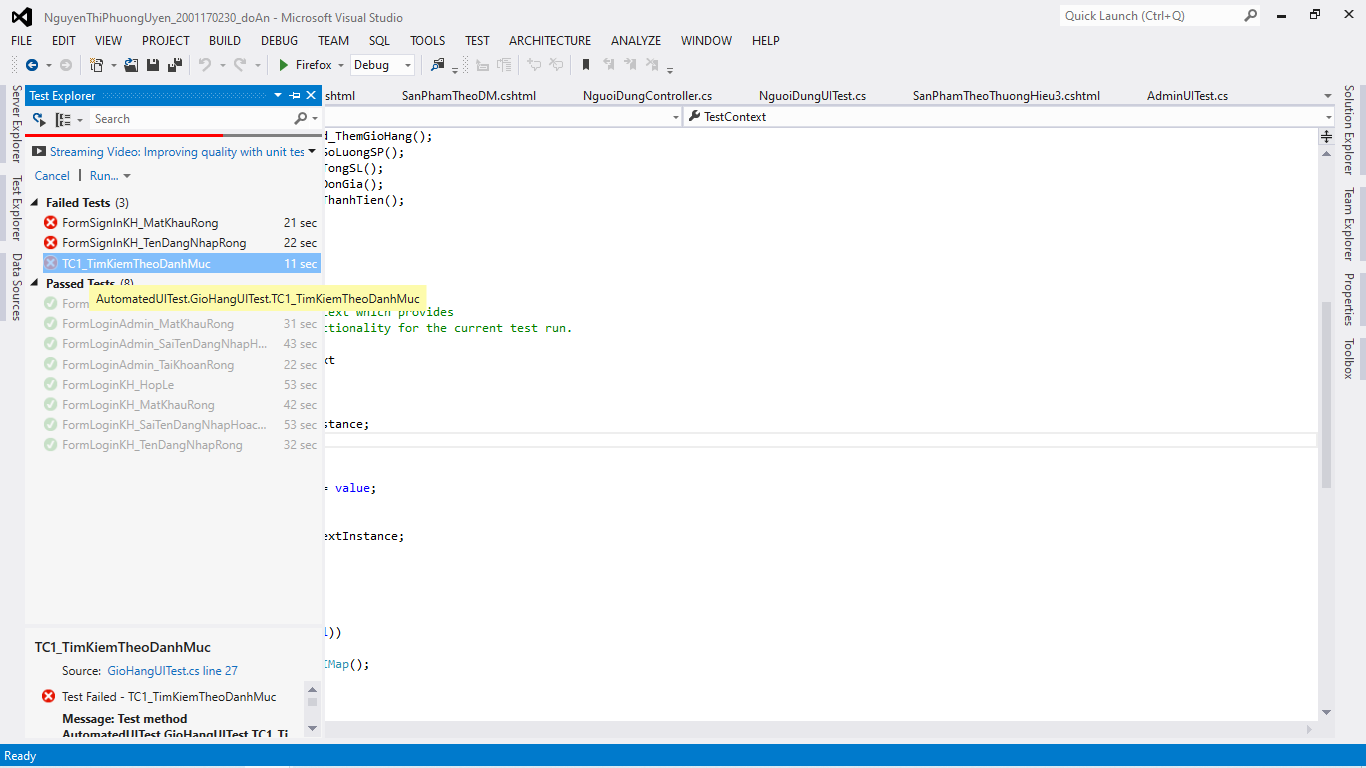 NguyenThiPhuongUyen_2001170230_doAn - Microsoft Visual Studio
Quick Launch (Ctrl+Q)
FILE EDIT VIEW PROJECT BUILD DEBUG TEAM SQL TOOLS TEST ARCHITECTURE ANALYZE WINDOW HELP
Firefox Debug
Server Explorer
Test Explorer
Data Sources
Test Explorer
shtml SanPhamTheoDM.cshtml NguoiDungController.cs NguoiDungUITest.cs SanPhamTheoThuongHieu3.cshtml AdminUITest.cs
Search
TestContext
Streaming Video: Improving quality with unit tes
Cancel Run...
Failed Tests (3)
FormSignInKH_MatKhauRong 21 sec
FormSignInKH_TenDangNhapRong 22 sec
TC1_TimKiemTheoDanhMuc 11 sec
Passed Tests (8)
AutomatedUITest.GioHangUITest.TC1_TimKiemTheoDanhMuc
Form
FormLoginAdmin_MatKhauRong 31 sec
FormLoginAdmin_SaiTenDangNhapH... 43 sec
FormLoginAdmin_TaiKhoanRong 22 sec
FormLoginKH_HopLe 53 sec
FormLoginKH_MatKhauRong 42 sec
FormLoginKH_SaiTenDangNhapHoac... 53 sec
FormLoginKH_TenDangNhapRong 32 sec
TC1_TimKiemTheoDanhMuc
Source: GioHangUITest.cs line 27
Test Failed - TC1_TimKiemTheoDanhMuc
Message: Test method
AutomatedUITest.GioHangUITest.TC1_Ti
d_ThemGioHang();
SoLuongSP();
TongSL();
DonGia();
ThanhTien();
text which provides
ctionality for the current test run.
xt
stance;
= value;
extInstance;
l))
IMap();
Solution Explorer
Team Explorer
Properties
Toolbox
Ready